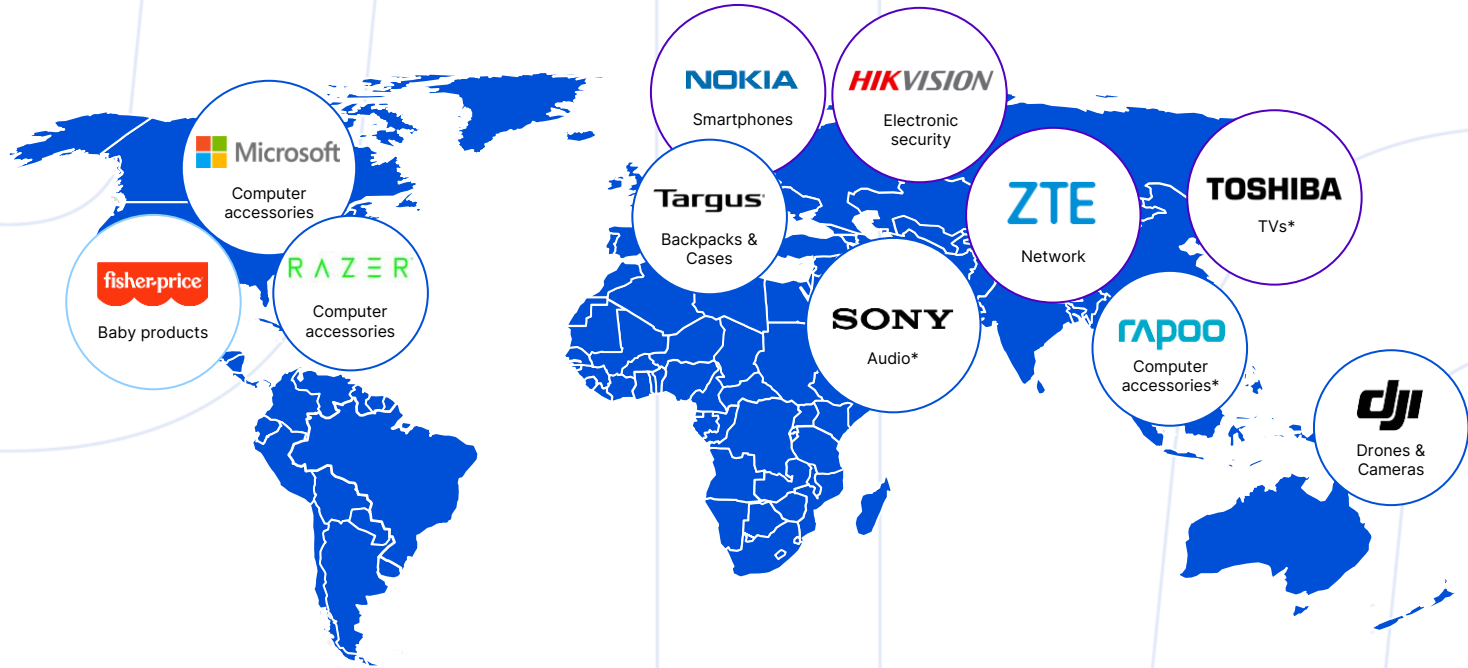 Microsoft
Computer
accessories
fisher-price
Baby products
RAZER
Computer
accessories
NOKIA
Smartphones
HIKVISION
Electronic
security
Targus
Backpacks &
Cases
SONY
Audio*
ZTE
Network
TOSHIBA
TVs*
rapoo
Computer
accessories*
dji
Drones &
Cameras